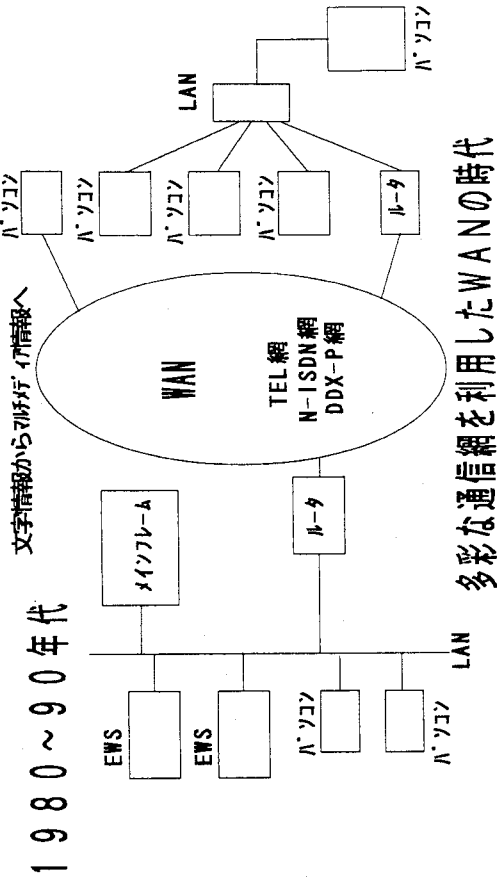 1980~90年代
文字情報からマルチメディア情報へ
EWS
EWS
パソコン
パソコン
LAN
メインフレーム
ルータ
WAN
TEL網
N-ISDN網
DDX-P網
パソコン
パソコン
パソコン
パソコン
ルータ
LAN
パソコン
多彩な通信網を利用したWANの時代